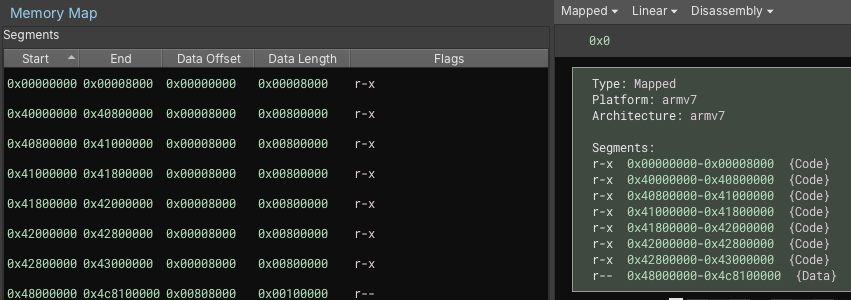 Memory Map
Segments
Start End Data Offset Data Length Flags
0x00000000 0x00008000 0x00000000 0x00008000 r-x
0x40000000 0x40800000 0x00008000 0x00800000 r-x
0x40800000 0x41000000 0x00008000 0x00800000 r-x
0x41000000 0x41800000 0x00008000 0x00800000 r-x
0x41800000 0x42000000 0x00008000 0x00800000 r-x
0x42000000 0x42800000 0x00008000 0x00800000 r-x
0x42800000 0x43000000 0x00008000 0x00800000 r-x
0x48000000 0x4c8100000 0x00808000 0x00100000 r--
Mapped Linear Disassembly
0x0
Type: Mapped
Platform: armv7
Architecture: armv7
Segments:
r-x 0x00000000-0x00008000 {Code}
r-x 0x40000000-0x40800000 {Code}
r-x 0x40800000-0x41000000 {Code}
r-x 0x41000000-0x41800000 {Code}
r-x 0x41800000-0x42000000 {Code}
r-x 0x42000000-0x42800000 {Code}
r-x 0x42800000-0x43000000 {Code}
r-- 0x48000000-0x4c8100000 {Data}